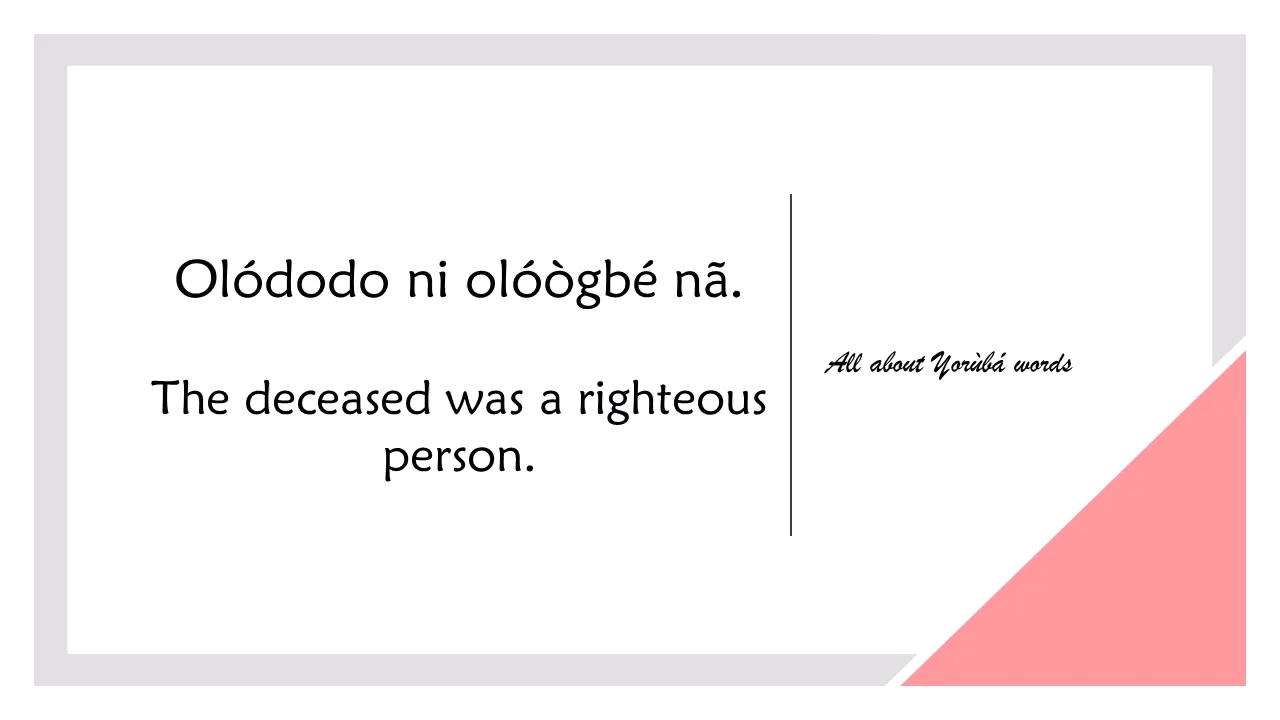 Olódodo ni olóògbé nã.
The deceased was a righteous
person.
All about Yorùbá words